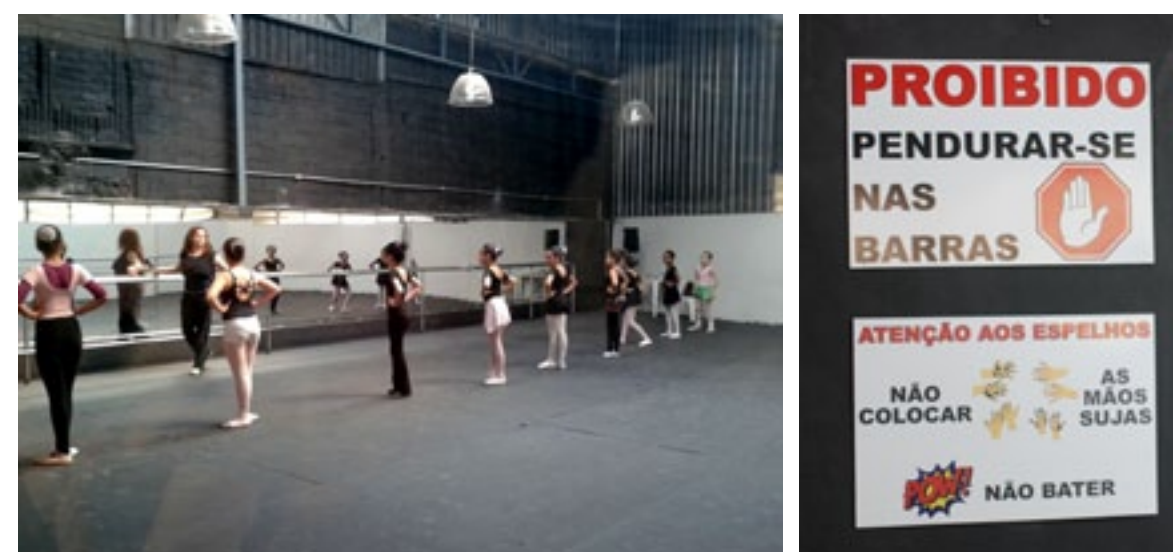 PROIBIDO
PENDURAR-SE
NAS
BARRAS
ATENÇÃO AOS ESPELHOS
NÃO COLOCAR
AS MÃOS SUJAS
POW!
NÃO BATER